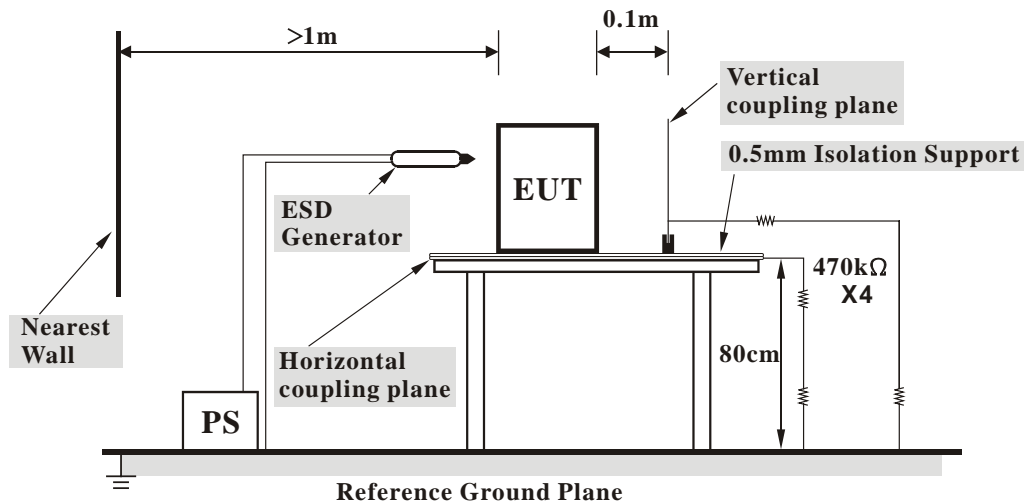 >1m
0.1m
Vertical
coupling plane
0.5mm Isolation Support
EUT
ESD
Generator
470kΩ
X4
Nearest
Wall
Horizontal
coupling plane
80cm
PS
Reference Ground Plane